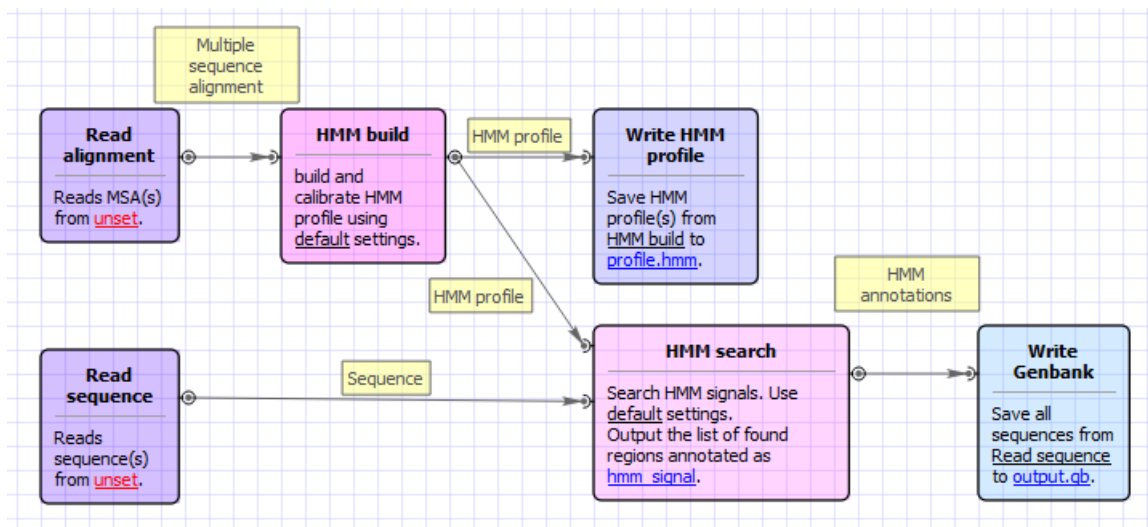 Multiple
sequence
alignment
Read
alignment
Reads MSA(s)
from unset.
HMM build
build and
calibrate HMM
profile using
default settings.
HMM profile
Write HMM
profile
Save HMM
profile(s) from
HMM build to
profile.hmm.
HMM profile
HMM
annotations
Read
sequence
Reads
sequence(s)
from unset.
Sequence
HMM search
Search HMM signals. Use
default settings.
Output the list of found
regions annotated as
hmm_signal.
Write
Genbank
Save all
sequences from
Read sequence
to output.gb.